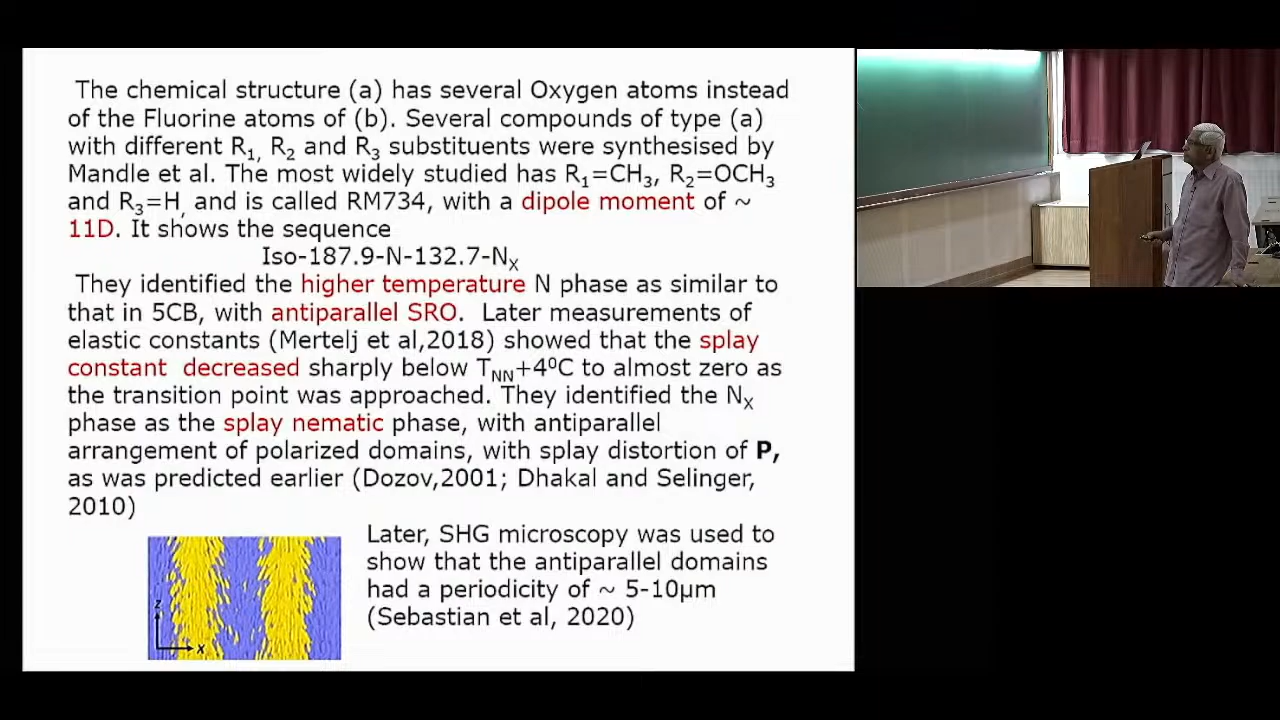 The chemical structure (a) has several Oxygen atoms instead
of the Fluorine atoms of (b). Several compounds of type (a)
with different R₁, R₂ and R₃ substituents were synthesised by
Mandle et al. The most widely studied has R₁=CH₃, R₂=OCH₃
and R₃=H, and is called RM734, with a dipole moment of ~
11D. It shows the sequence
Iso-187.9-N-132.7-Nₓ
They identified the higher temperature N phase as similar to
that in 5CB, with antiparallel SRO. Later measurements of
elastic constants (Mertelj et al,2018) showed that the splay
constant decreased sharply below T_NN+4⁰C to almost zero as
the transition point was approached. They identified the Nₓ
phase as the splay nematic phase, with antiparallel
arrangement of polarized domains, with splay distortion of P,
as was predicted earlier (Dozov,2001; Dhakal and Selinger,
2010)
Later, SHG microscopy was used to
show that the antiparallel domains
had a periodicity of ~ 5-10µm
(Sebastian et al, 2020)
z
x